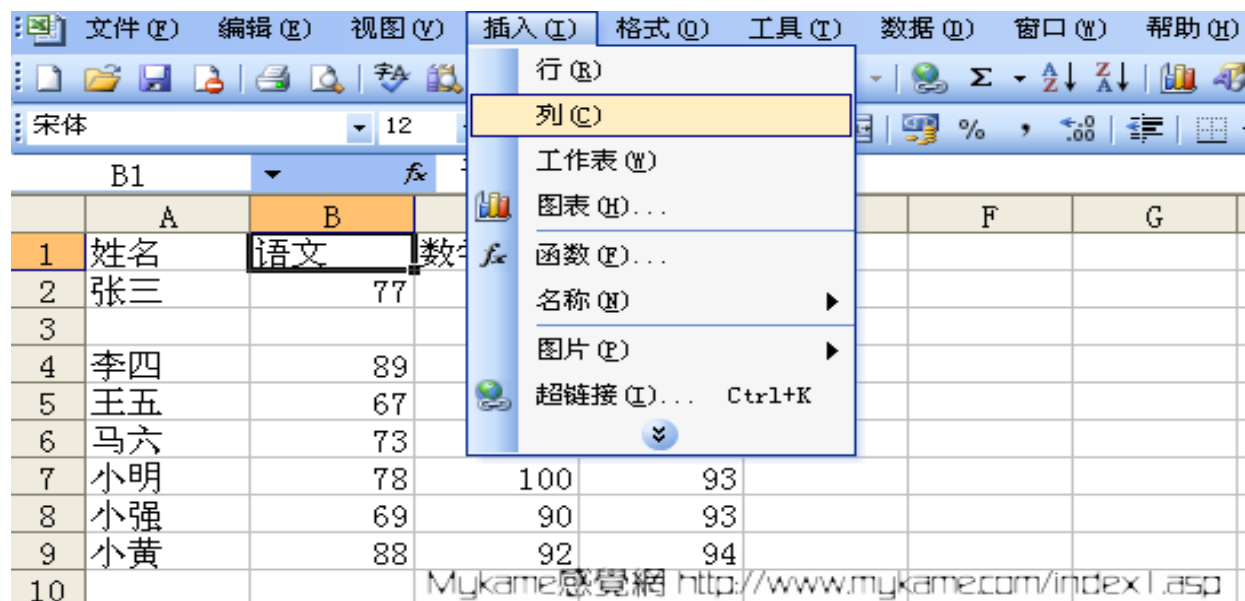 文件(F) 编辑(E) 视图(V) 插入(I) 格式(O) 工具(T) 数据(D) 窗口(W) 帮助(H)
行(R)
宋体 12 列(C) % ,
工作表(W)
B1 fx
图表(H)...
A B F G
1 姓名 语文 数学 函数(F)...
2 张三 77 名称(N)
3
图片(P)
4 李四 89
5 王五 67 超链接(I)... Ctrl+K
6 马六 73
7 小明 78 100 93
8 小强 69 90 93
9 小黄 88 92 94
10 Mykame感覺網 http://www.mykame.com/index1.asp